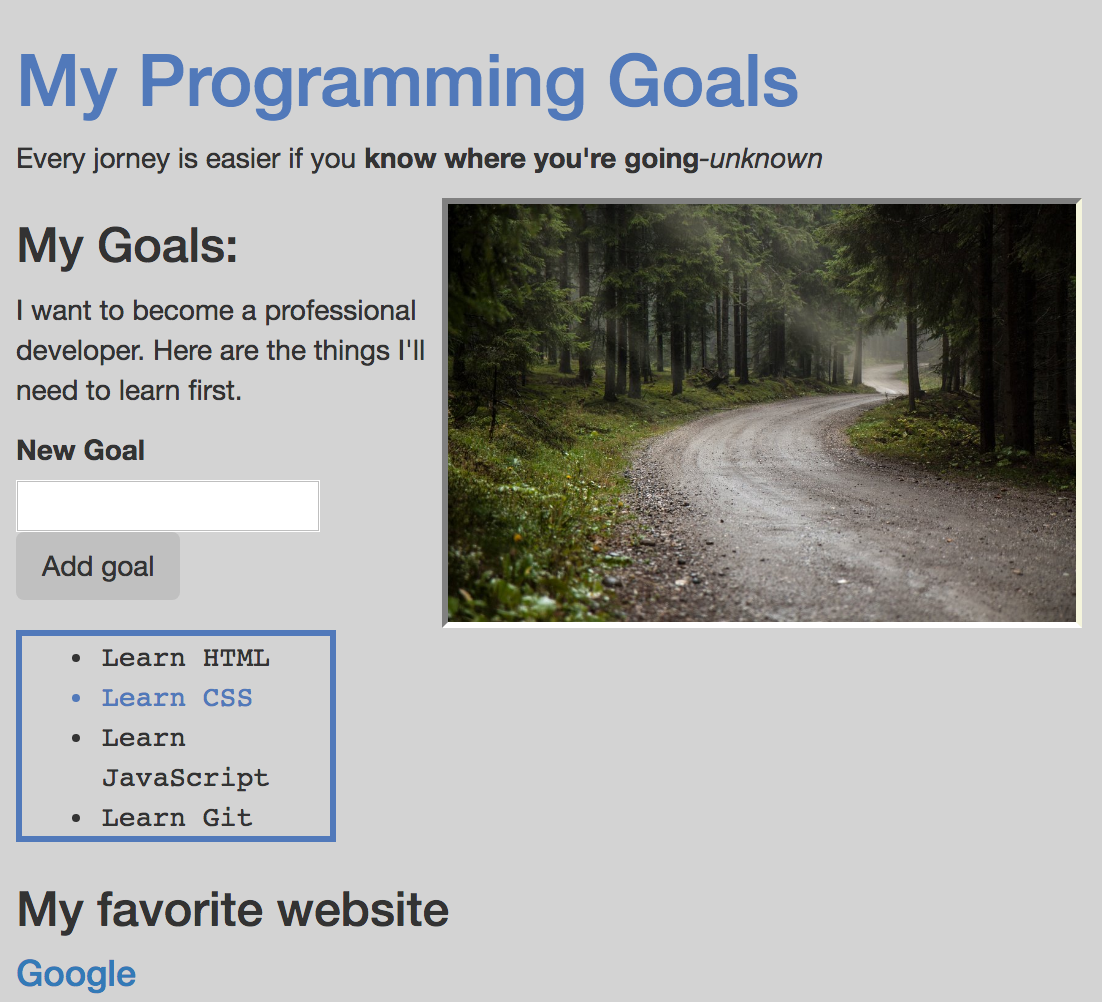 My Programming Goals
Every jorney is easier if you know where you're going-unknown
My Goals:
I want to become a professional
developer. Here are the things I'll
need to learn first.
New Goal
Add goal
Learn HTML
Learn CSS
Learn
JavaScript
Learn Git
My favorite website
Google